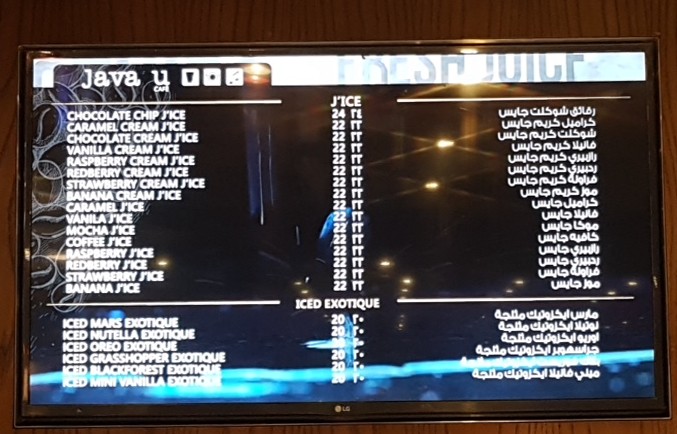 java u
CAFÉ
FRESH JUICE
J'ICE
CHOCOLATE CHIP J'ICE 24 ٢٤ رقائق شوكلت جايس
CARAMEL CREAM J'ICE 22 ٢٢ كراميل كريم جايس
CHOCOLATE CREAM J'ICE 22 ٢٢ شوكلت كريم جايس
VANILLA CREAM J'ICE 22 ٢٢ فانيلا كريم جايس
RASPBERRY CREAM J'ICE 22 ٢٢ رازبيري كريم جايس
REDBERRY CREAM J'ICE 22 ٢٢ ردبيري كريم جايس
STRAWBERRY CREAM J'ICE 22 ٢٢ فراولة كريم جايس
BANANA CREAM J'ICE 22 ٢٢ موز كريم جايس
CARAMEL J'ICE 22 ٢٢ كراميل جايس
VANILA J'ICE 22 ٢٢ فانيلا جايس
MOCHA J'ICE 22 ٢٢ موكا جايس
COFFEE J'ICE 22 ٢٢ كافيه جايس
RASPBERRY J'ICE 22 ٢٢ رازبيري جايس
REDBERRY J'ICE 22 ٢٢ ردبيري جايس
STRAWBERRY J'ICE 22 ٢٢ فراولة جايس
BANANA J'ICE 22 ٢٢ موز جايس
ICED EXOTIQUE
ICED MARS EXOTIQUE 20 ٢٠ مارس ايكزوتيك مثلجة
ICED NUTELLA EXOTIQUE 20 ٢٠ نوتيلا ايكزوتيك مثلجة
ICED OREO EXOTIQUE 20 ٢٠ اوريو ايكزوتيك مثلجة
ICED GRASSHOPPER EXOTIQUE 20 ٢٠ جراسهوبر ايكزوتيك مثلجة
ICED BLACKFOREST EXOTIQUE 20 ٢٠
ICED MINI VANILLA EXOTIQUE 20 ٢٠ ميني فانيلا ايكزوتيك مثلجة
LG